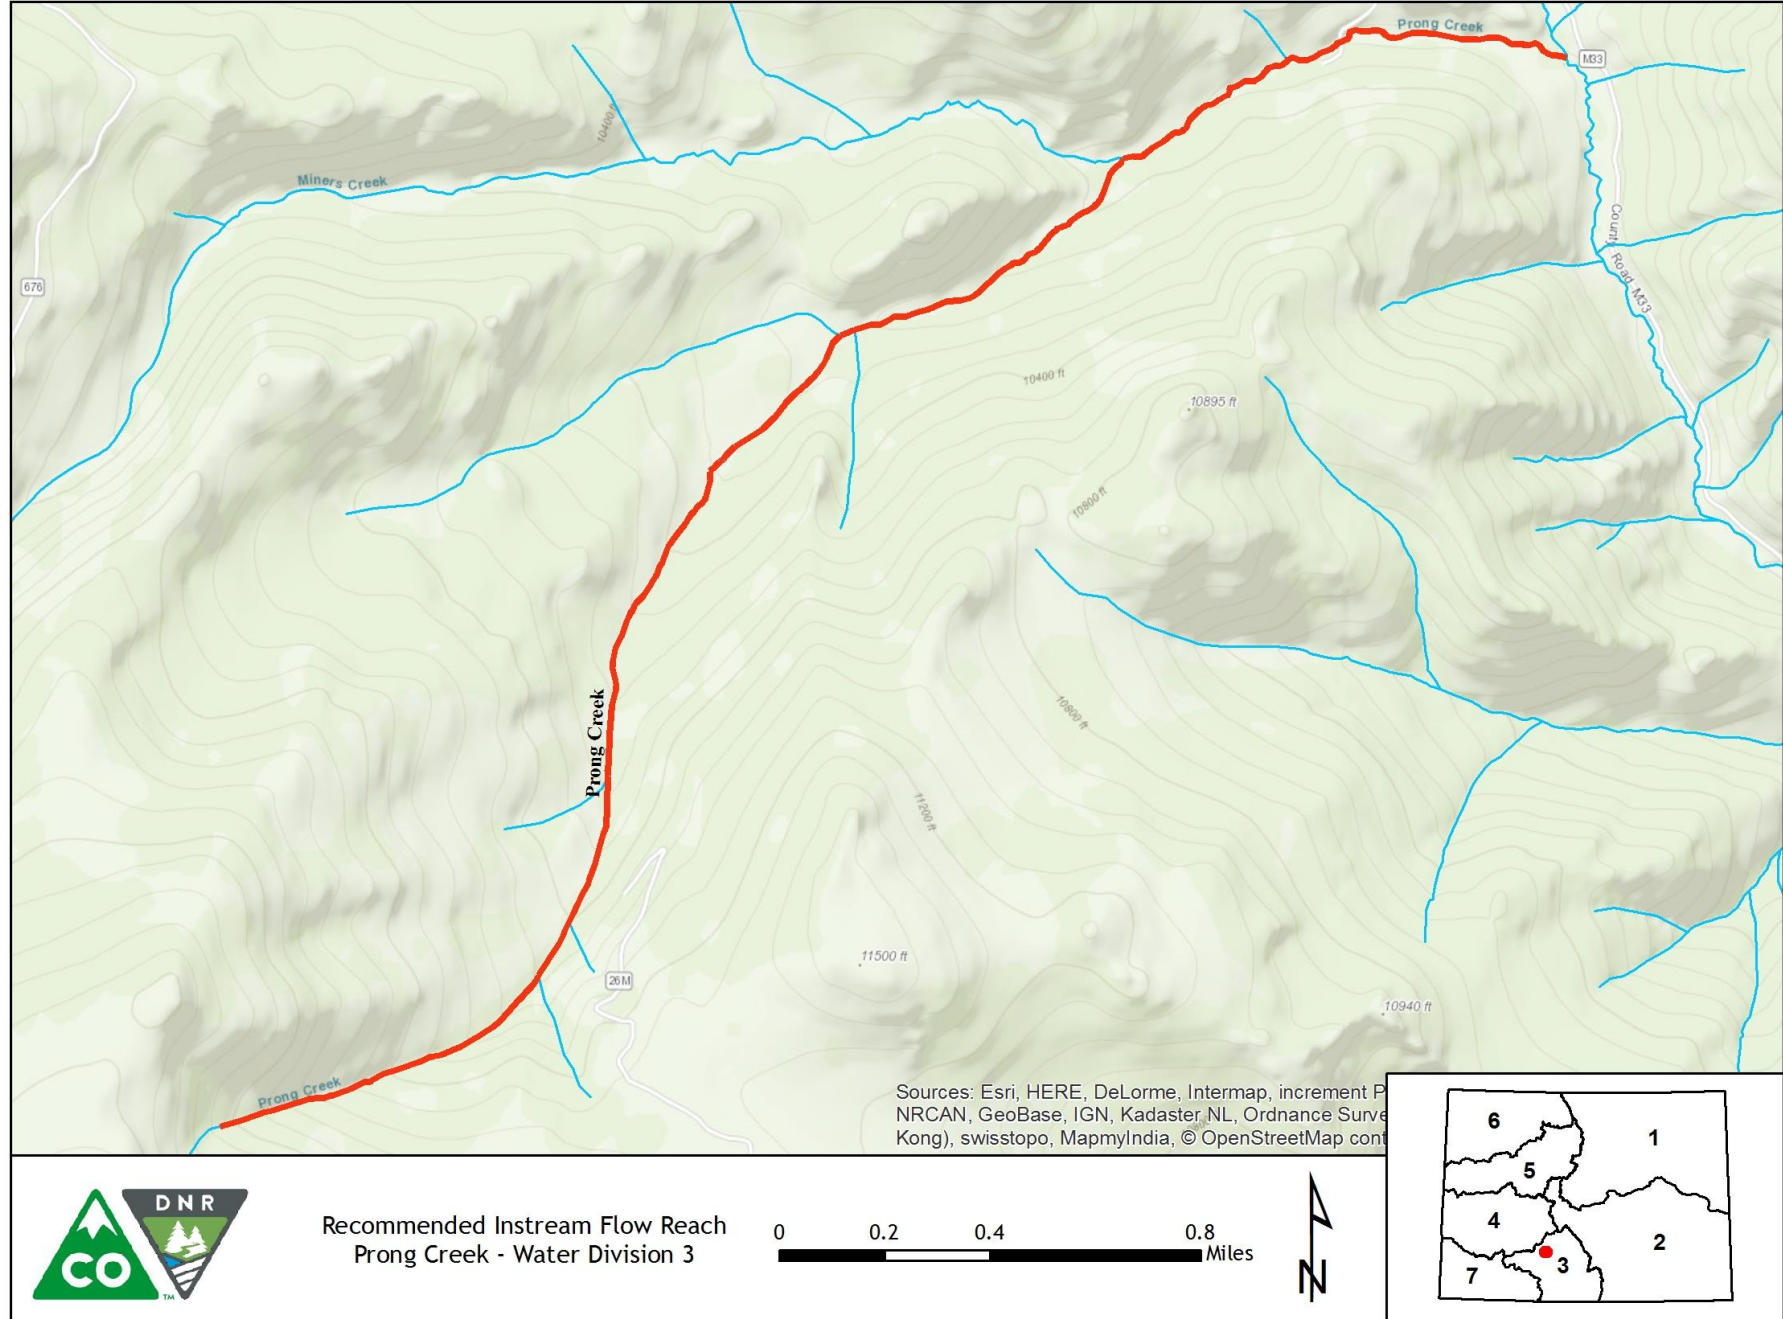 Prong Creek
M33
10400 ft
Miners Creek
County Road M33
676
10400 ft
10895 ft
10800 ft
Prong Creek
10800 ft
11200 ft
11500 ft
26M
10940 ft
Prong Creek
Sources: Esri, HERE, DeLorme, Intermap, increment P
NRCAN, GeoBase, IGN, Kadaster NL, Ordnance Surve
Kong), swisstopo, MapmyIndia, © OpenStreetMap cont
6
1
5
4
2
3
7
DNR
CO
TM
Recommended Instream Flow Reach
Prong Creek - Water Division 3
0 0.2 0.4 0.8
Miles
N